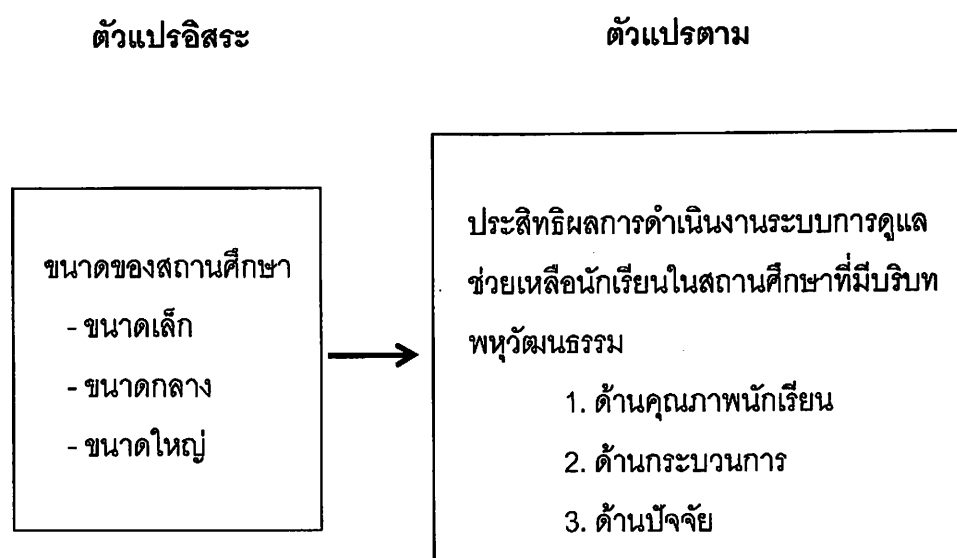 ตัวแปรอิสระ
ตัวแปรตาม
ขนาดของสถานศึกษา
- ขนาดเล็ก
- ขนาดกลาง
- ขนาดใหญ่
ประสิทธิผลการดำเนินงานระบบการดูแล
ช่วยเหลือนักเรียนในสถานศึกษาที่มีบริบท
พหุวัฒนธรรม
1. ด้านคุณภาพนักเรียน
2. ด้านกระบวนการ
3. ด้านปัจจัย